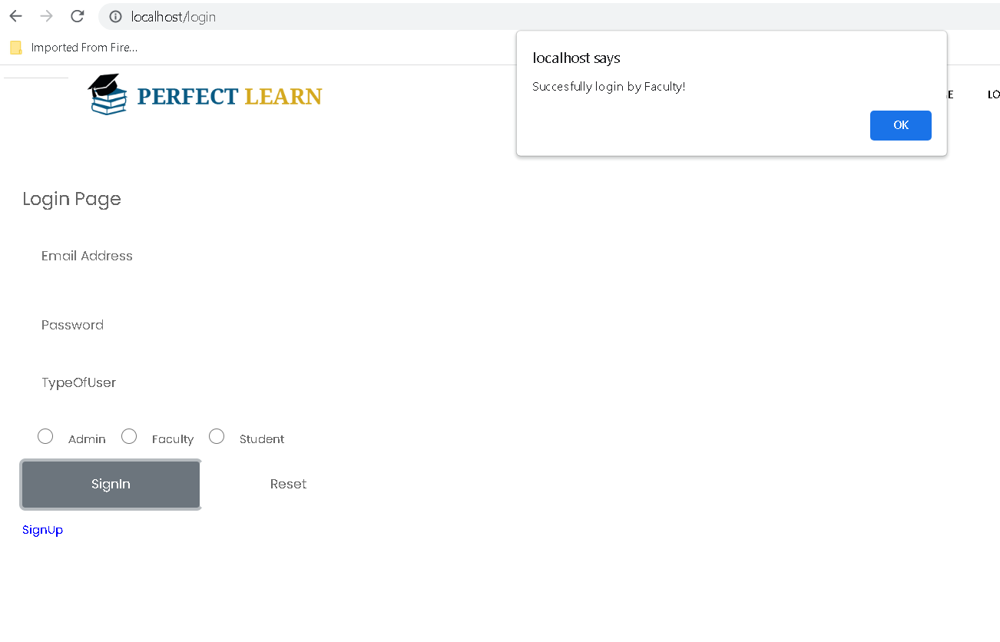 localhost/login
Imported From Fire...
localhost says
Succesfully login by Faculty!
OK
PERFECT LEARN
E LO
Login Page
Email Address
Password
TypeOfUser
Admin Faculty Student
SignIn Reset
SignUp